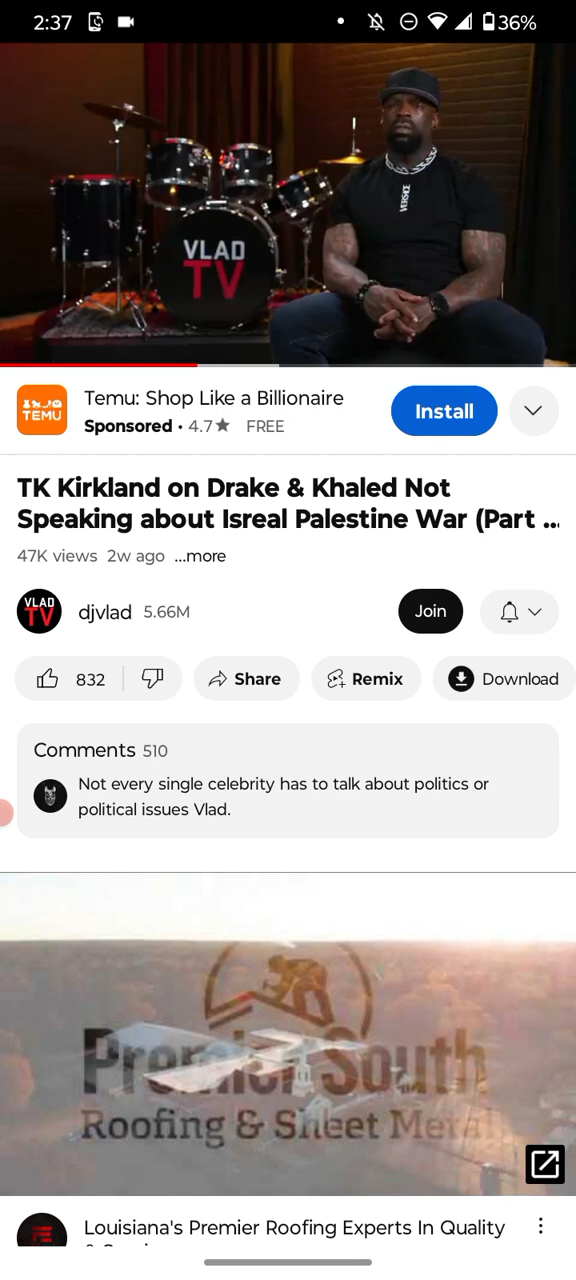 2:37
36%
VLAD
TV
VERSACE
TEMU
Temu: Shop Like a Billionaire
Install
Sponsored • 4.7★ FREE
TK Kirkland on Drake & Khaled Not
Speaking about Isreal Palestine War (Part ...
47K views 2w ago ...more
VLAD
TV
djvlad 5.66M
Join
832
Share
Remix
Download
Comments 510
Not every single celebrity has to talk about politics or
political issues Vlad.
Premier South
Roofing & Sheet Metal
Louisiana's Premier Roofing Experts In Quality